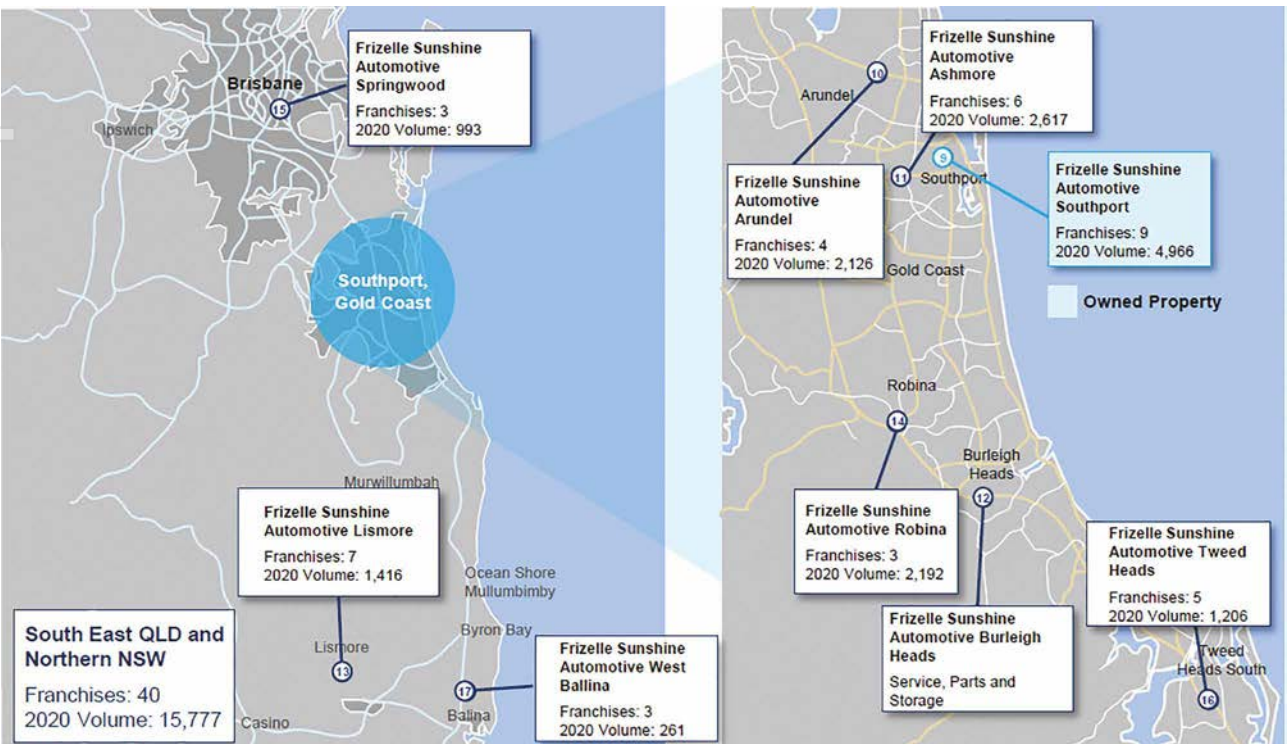 Brisbane
Ipswich
15
Frizelle Sunshine
Automotive
Springwood
Franchises: 3
2020 Volume: 993
Southport,
Gold Coast
Murwillumbah
Frizelle Sunshine
Automotive Lismore
Franchises: 7
2020 Volume: 1,416
Ocean Shore
Mullumbimby
Byron Bay
Lismore
13
17
Balina
Casino
Frizelle Sunshine
Automotive West
Ballina
Franchises: 3
2020 Volume: 261
South East QLD and
Northern NSW
Franchises: 40
2020 Volume: 15,777
Frizelle Sunshine
Automotive
Ashmore
Franchises: 6
2020 Volume: 2,617
10
Arundel
Frizelle Sunshine
Automotive
Arundel
Franchises: 4
2020 Volume: 2,126
11
9
Southport
Frizelle Sunshine
Automotive
Southport
Franchises: 9
2020 Volume: 4,966
Gold Coast
Owned Property
Robina
14
Burleigh
Heads
12
Frizelle Sunshine
Automotive Robina
Franchises: 3
2020 Volume: 2,192
Frizelle Sunshine
Automotive Burleigh
Heads
Service, Parts and
Storage
Frizelle Sunshine
Automotive Tweed
Heads
Franchises: 5
2020 Volume: 1,206
Tweed
Heads South
16